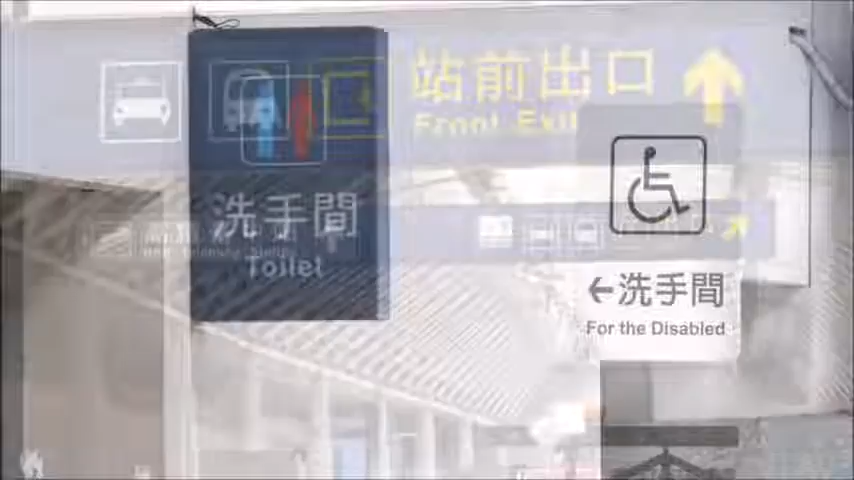 站前出口
Front Exit
洗手間
Toilet
←洗手間
For the Disabled